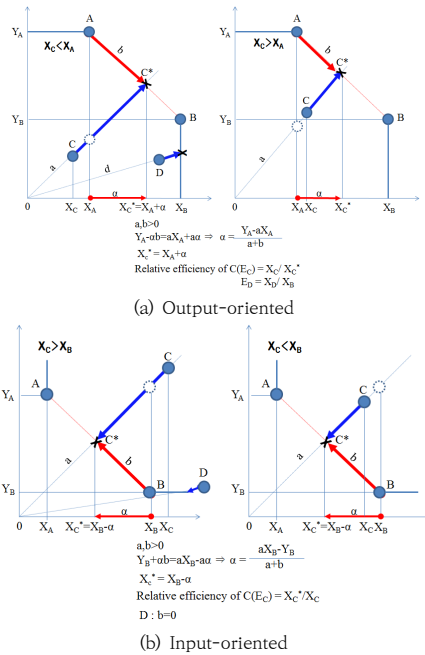 Y_A A X_C<X_A b C* Y_B B C a d D α
0 X_C X_A X_C*=X_A+α X_B
Y_A A X_C>X_A b C* Y_B B C a α
0 X_A X_C X_C* X_B
a,b>0
Y_A-αb=aX_A+aα ⇒ α = (Y_A-aX_A)/(a+b)
X_c* = X_A+α
Relative efficiency of C(E_C) = X_C/ X_C*
E_D = X_D/ X_B
(a) Output-oriented
X_C>X_B C A Y_A C* a b D Y_B B α
0 X_A X_C*=X_B-α X_B X_C
X_C<X_B A C Y_A C* a b Y_B B α
0 X_A X_C*=X_B-α X_C X_B
a,b>0
Y_B+αb=aX_B-aα ⇒ α = (aX_B-Y_B)/(a+b)
X_c* = X_B-α
Relative efficiency of C(E_C) = X_C*/X_C
D : b=0
(b) Input-oriented